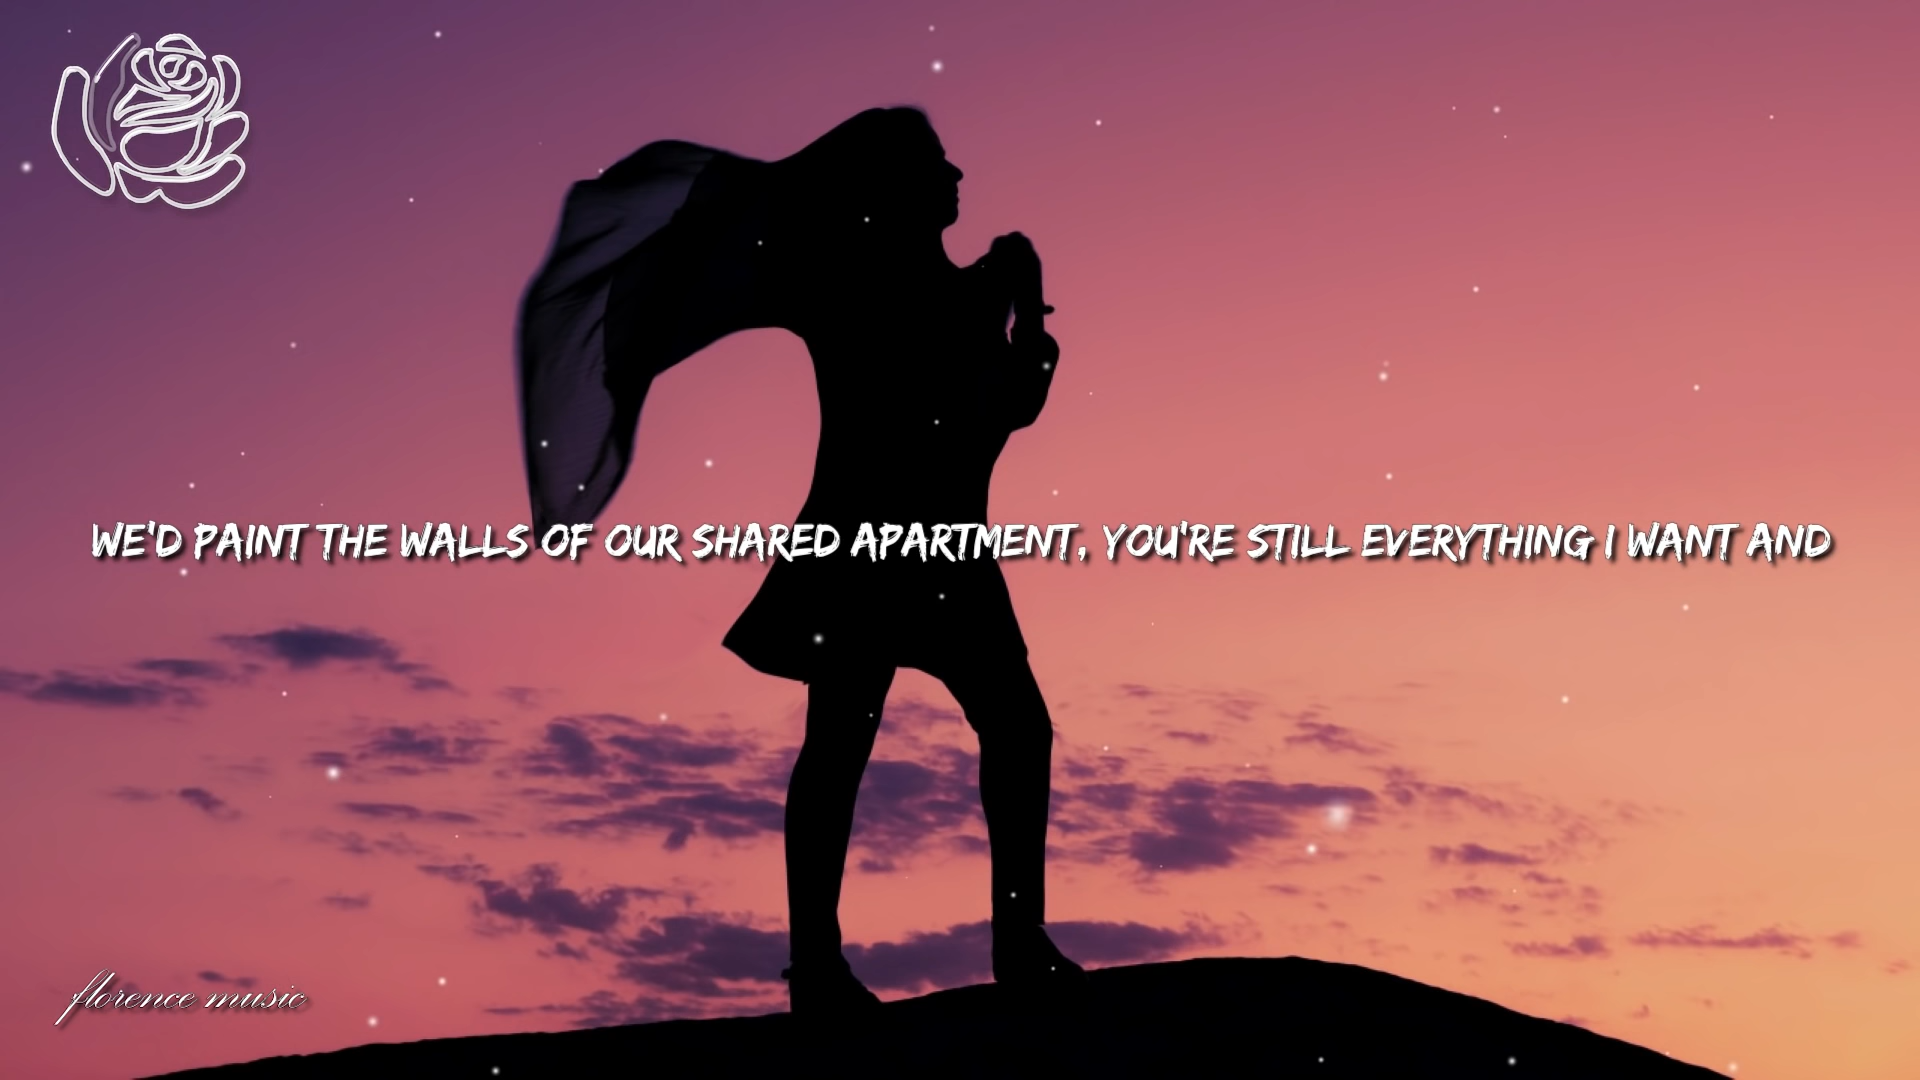 WE'D PAINT THE WALLS OF OUR SHARED APARTMENT, YOU'RE STILL EVERYTHING I WANT AND
florence music